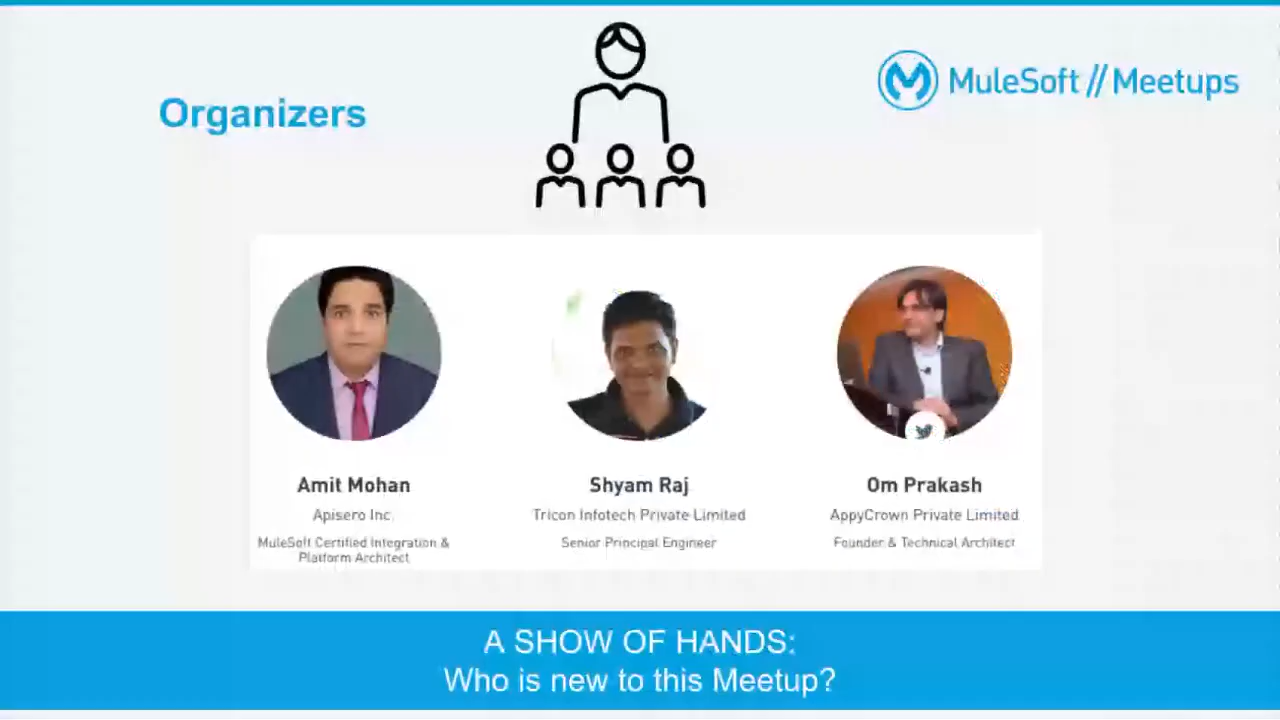 Organizers
MuleSoft // Meetups
Amit Mohan
Apisero Inc.
MuleSoft Certified Integration &
Platform Architect
Shyam Raj
Tricon Infotech Private Limited
Senior Principal Engineer
Om Prakash
AppyCrown Private Limited
Founder & Technical Architect
A SHOW OF HANDS:
Who is new to this Meetup?